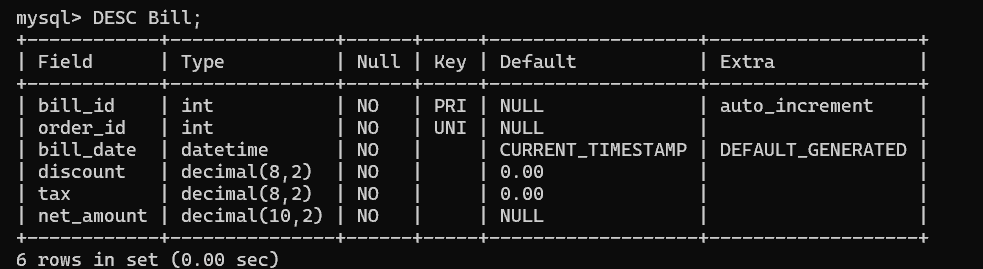 mysql> DESC Bill;
+------------+---------------+------+-----+-------------------+-------------------+
| Field      | Type          | Null | Key | Default           | Extra             |
+------------+---------------+------+-----+-------------------+-------------------+
| bill_id    | int           | NO   | PRI | NULL              | auto_increment    |
| order_id   | int           | NO   | UNI | NULL              |                   |
| bill_date  | datetime      | NO   |     | CURRENT_TIMESTAMP | DEFAULT_GENERATED |
| discount   | decimal(8,2)  | NO   |     | 0.00              |                   |
| tax        | decimal(8,2)  | NO   |     | 0.00              |                   |
| net_amount | decimal(10,2) | NO   |     | NULL              |                   |
+------------+---------------+------+-----+-------------------+-------------------+
6 rows in set (0.00 sec)